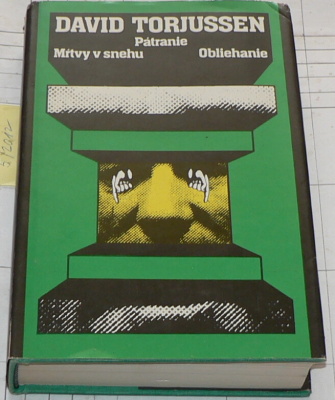 DAVID TORJUSSEN
Pátranie
Mŕtvy v snehu Obliehanie